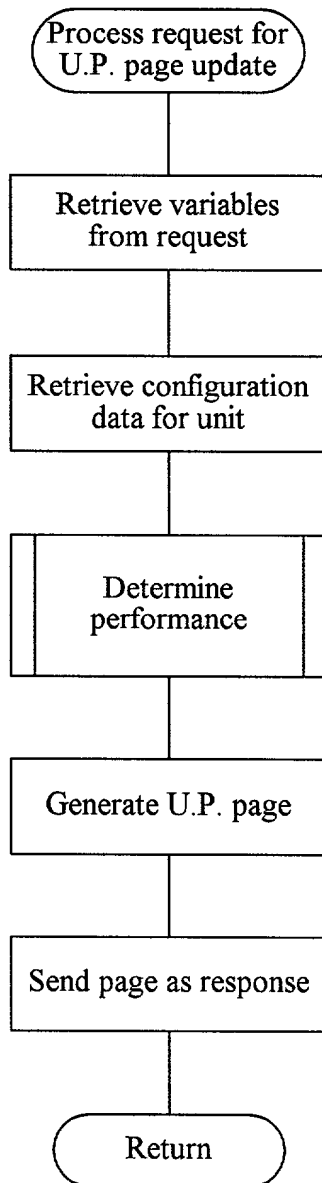 Process request for
U.P. page update
Retrieve variables
from request
Retrieve configuration
data for unit
Determine
performance
Generate U.P. page
Send page as response
Return